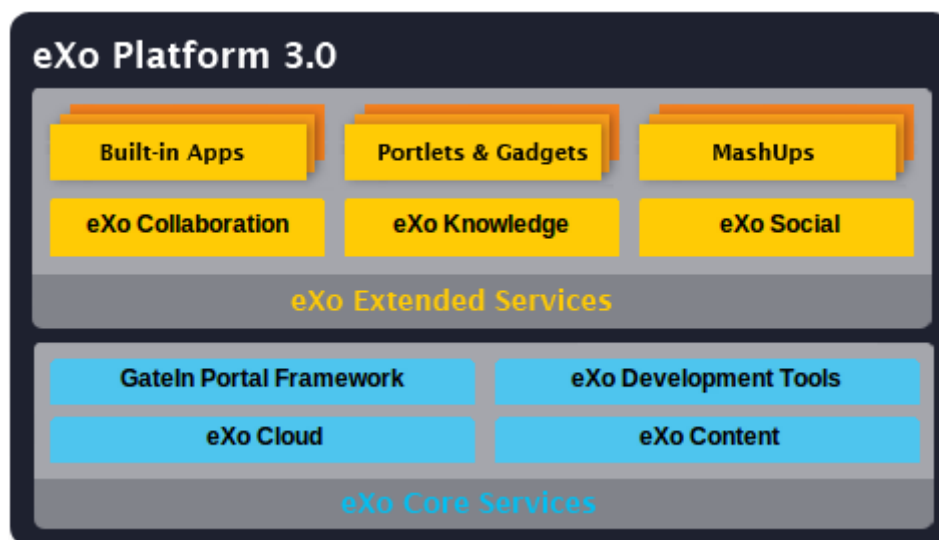 eXo Platform 3.0
Built-in Apps
Portlets & Gadgets
MashUps
eXo Collaboration
eXo Knowledge
eXo Social
eXo Extended Services
GateIn Portal Framework
eXo Development Tools
eXo Cloud
eXo Content
eXo Core Services